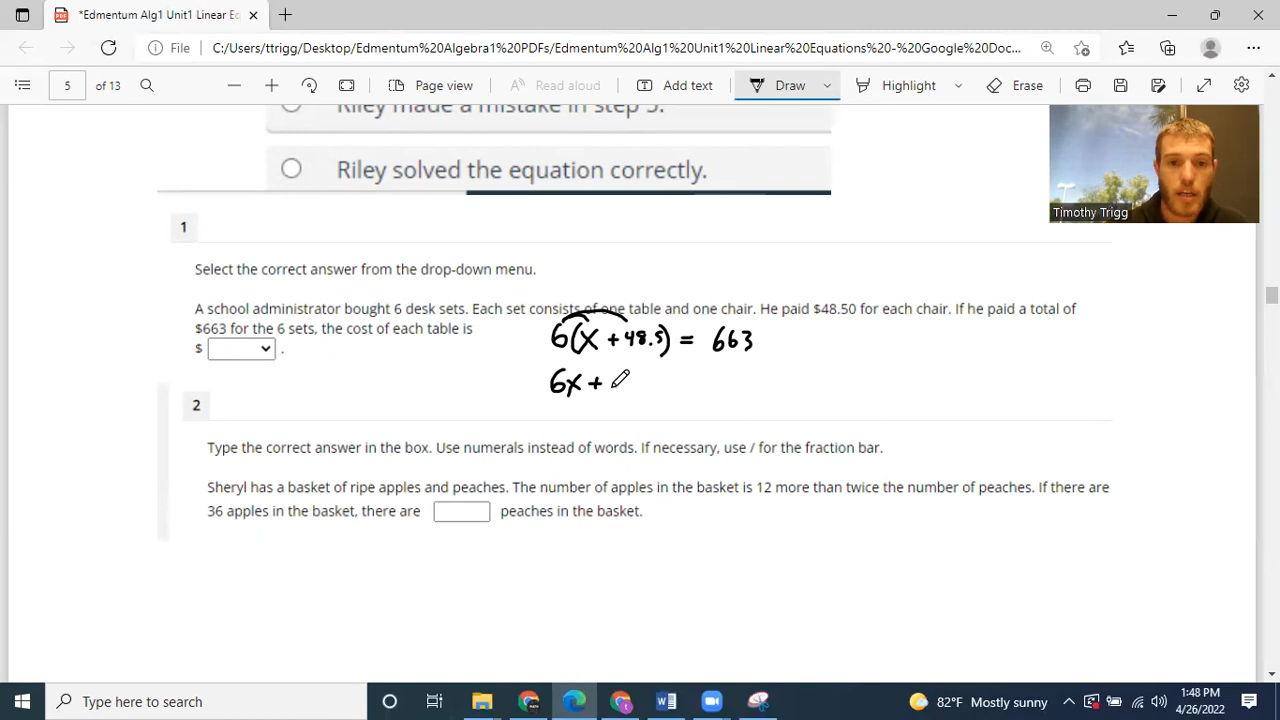 *Edmentum Alg1 Unit1 Linear Eq
File C:/Users/ttrigg/Desktop/Edmentum%20Algebra1%20PDFs/Edmentum%20Alg1%20Unit1%20Linear%20Equations%20-%20Google%20Doc...
5 of 13 Page view Read aloud Add text Draw Highlight Erase
Riley made a mistake in step 5.
Riley solved the equation correctly.
Timothy Trigg
1
Select the correct answer from the drop-down menu.
A school administrator bought 6 desk sets. Each set consists of one table and one chair. He paid $48.50 for each chair. If he paid a total of
$663 for the 6 sets, the cost of each table is
$ .
6(x + 48.5) = 663
6x +
2
Type the correct answer in the box. Use numerals instead of words. If necessary, use / for the fraction bar.
Sheryl has a basket of ripe apples and peaches. The number of apples in the basket is 12 more than twice the number of peaches. If there are
36 apples in the basket, there are peaches in the basket.
Type here to search
82°F Mostly sunny
1:48 PM
4/26/2022